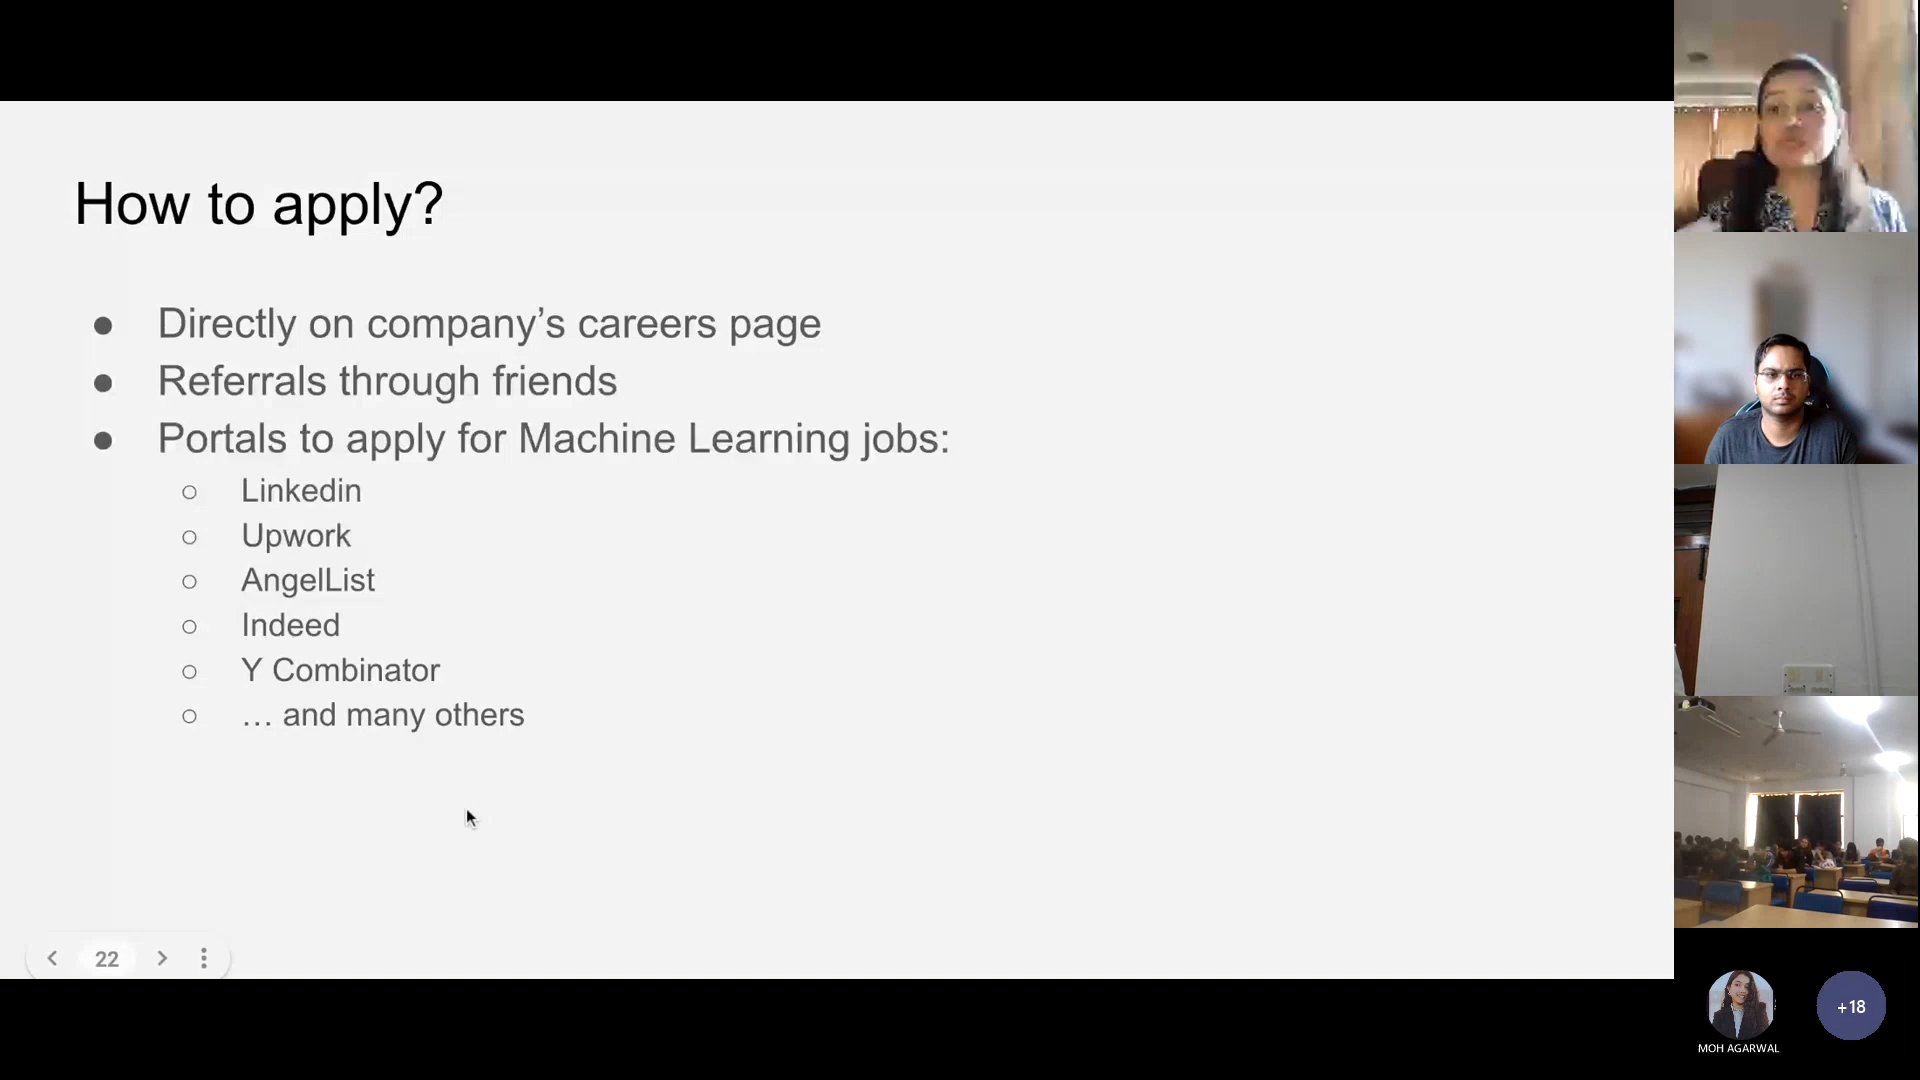 How to apply?
● Directly on company’s careers page
● Referrals through friends
● Portals to apply for Machine Learning jobs:
○ Linkedin
○ Upwork
○ AngelList
○ Indeed
○ Y Combinator
○ … and many others
22
+18
MOH AGARWAL